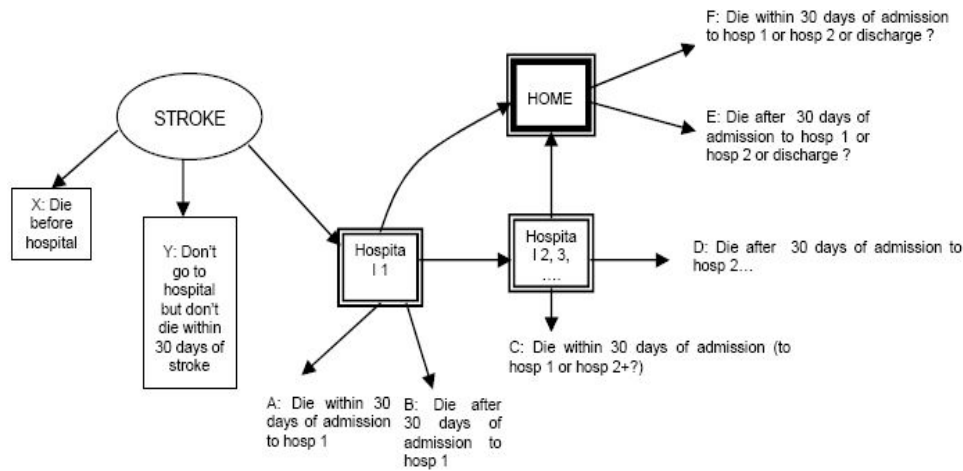 F: Die within 30 days of admission
to hosp 1 or hosp 2 or discharge ?
HOME
STROKE
E: Die after 30 days of
admission to hosp 1 or
hosp 2 or discharge ?
X: Die
before
hospital
Y: Don't
go to
hospital
but don't
die within
30 days of
stroke
Hospita
l 1
Hospita
l 2, 3,
....
D: Die after 30 days of admission to
hosp 2...
C: Die within 30 days of admission (to
hosp 1 or hosp 2+?)
A: Die within 30
days of admission
to hosp 1
B: Die after
30 days of
admission to
hosp 1